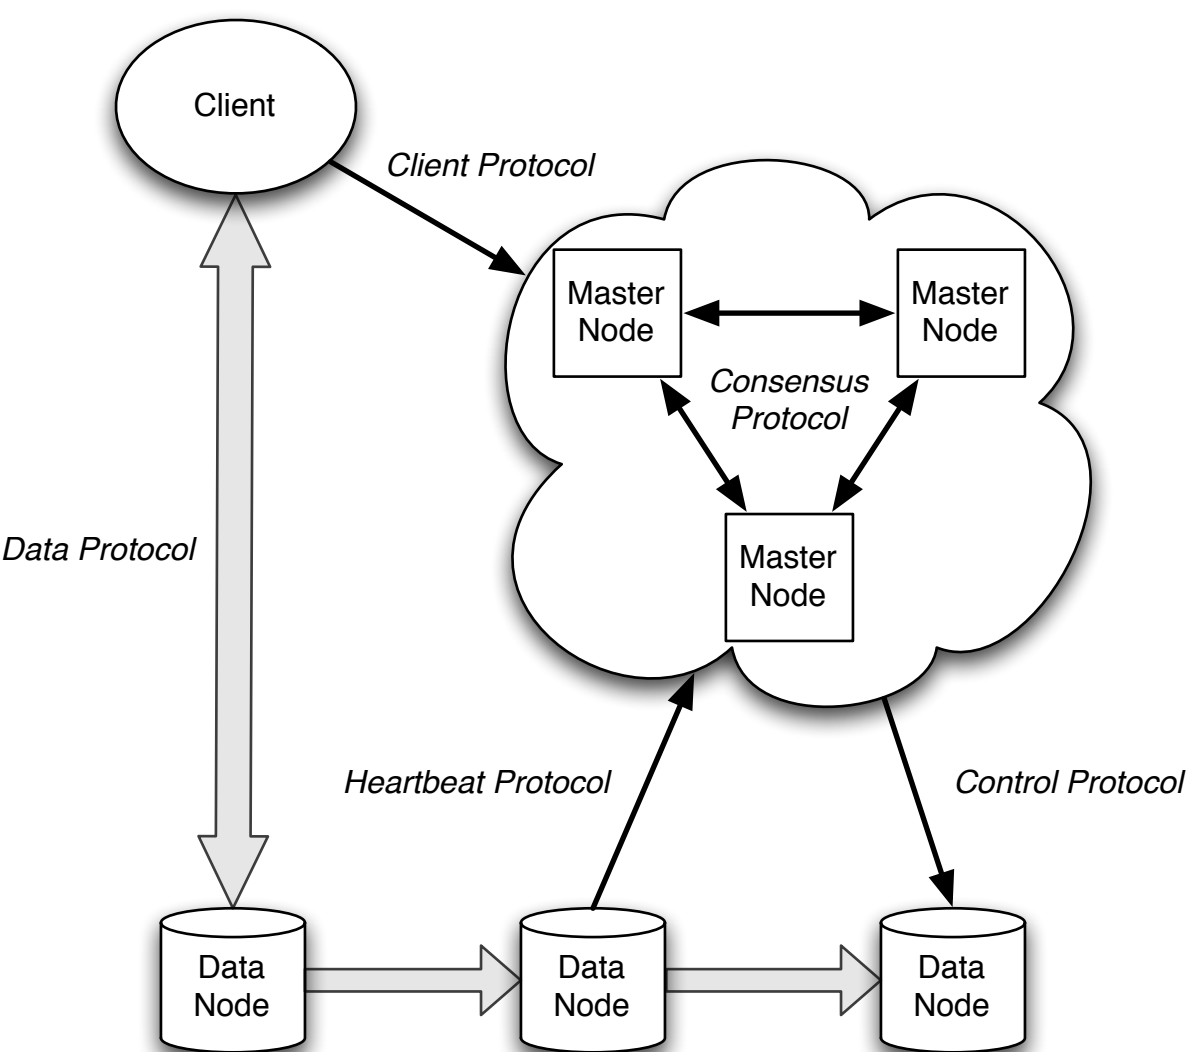 Client
Client Protocol
Master
Node
Master
Node
Consensus
Protocol
Master
Node
Data Protocol
Heartbeat Protocol
Control Protocol
Data
Node
Data
Node
Data
Node